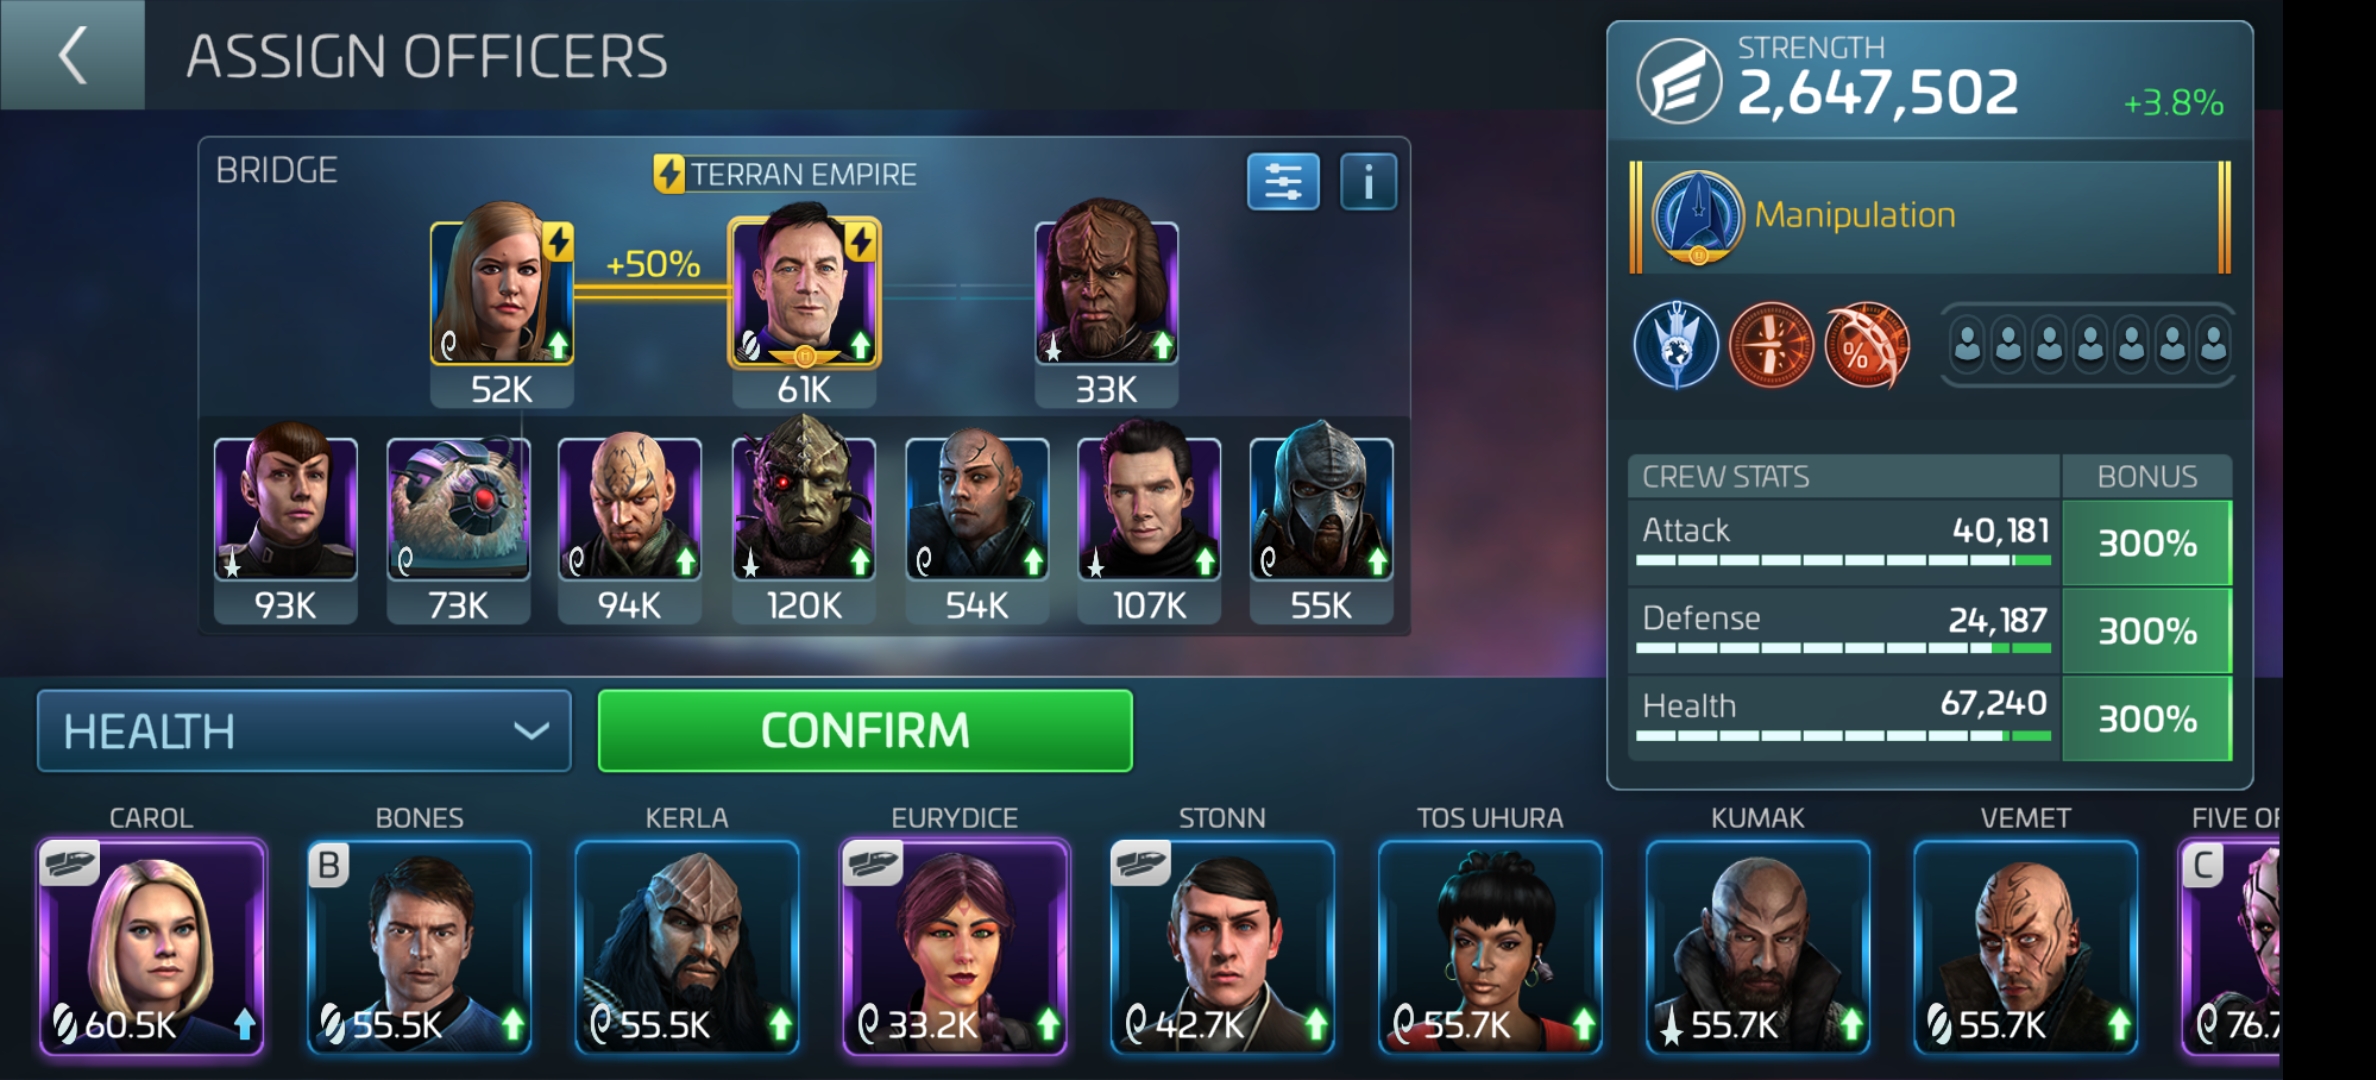 ASSIGN OFFICERS
STRENGTH
2,647,502
+3.8%
BRIDGE
TERRAN EMPIRE
i
Manipulation
+50%
52K
61K
33K
%
93K
73K
94K
120K
54K
107K
55K
CREW STATS
BONUS
Attack
40,181
300%
Defense
24,187
300%
Health
67,240
300%
HEALTH
CONFIRM
CAROL
BONES
KERLA
EURYDICE
STONN
TOS UHURA
KUMAK
VEMET
FIVE OF
B
C
60.5K
55.5K
55.5K
33.2K
42.7K
55.7K
55.7K
55.7K
76.7